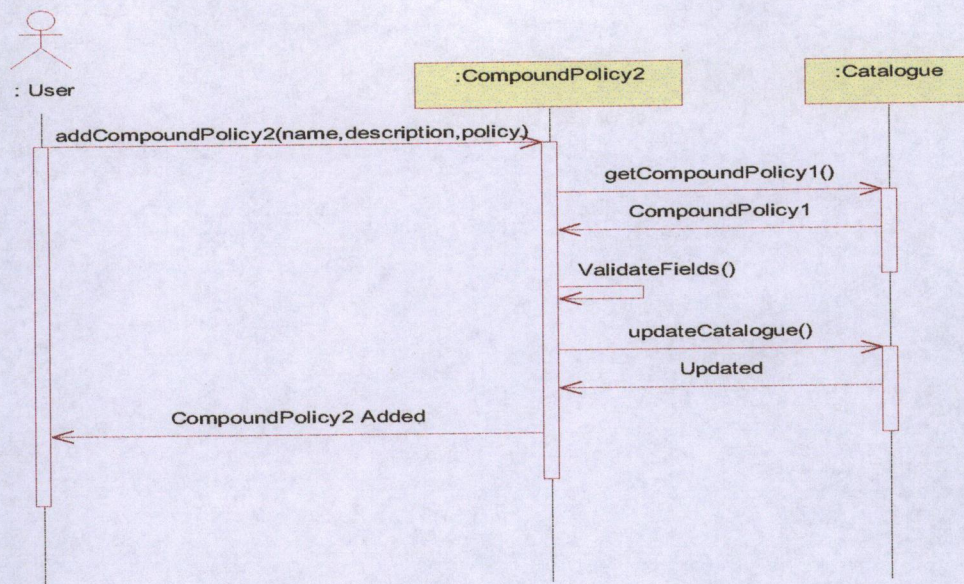 : User
:CompoundPolicy2
:Catalogue
addCompoundPolicy2(name,description,policy)
getCompoundPolicy1()
CompoundPolicy1
ValidateFields()
updateCatalogue()
Updated
CompoundPolicy2 Added